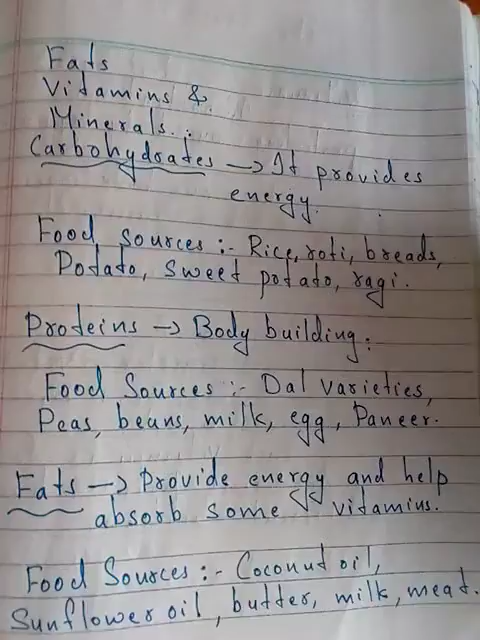 Fats
Vitamins &
Minerals.
Carbohydrates → It provides
energy.
Food sources :- Rice, roti, breads,
Potato, Sweet potato, ragi.
Proteins → Body building.
Food Sources :- Dal varieties,
Peas, beans, milk, egg, Paneer.
Fats → Provide energy and help
absorb some vitamins.
Food Sources :- Coconut oil,
Sunflower oil, butter, milk, meat.